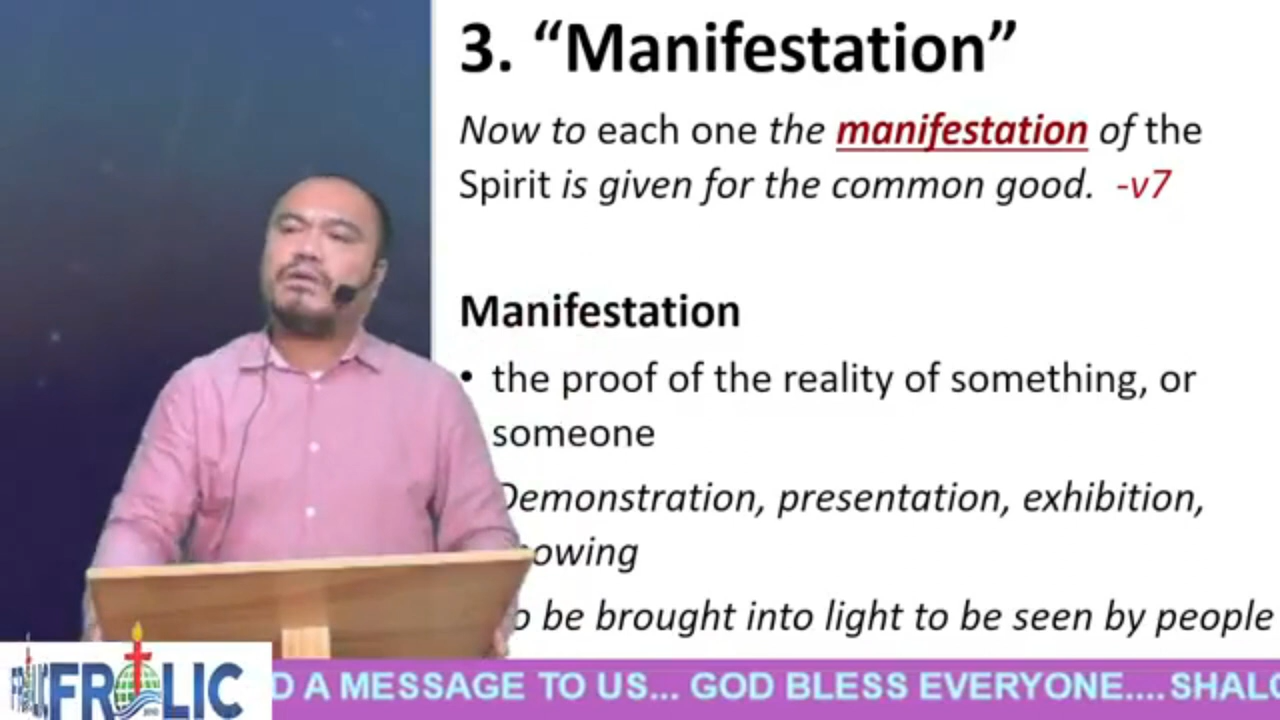 3. “Manifestation”
Now to each one the manifestation of the
Spirit is given for the common good. -v7
Manifestation
• the proof of the reality of something, or
someone
Demonstration, presentation, exhibition,
be brought into light to be seen by people
FROLIC
A MESSAGE TO US... GOD BLESS EVERYONE....